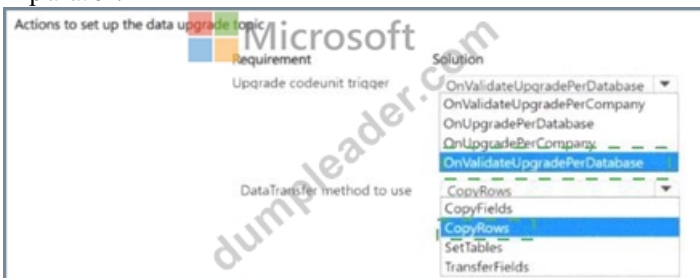 Actions to set up the data upgrade topic
Microsoft
Requirement Solution
Upgrade codeunit trigger OnValidateUpgradePerDatabase
OnValidateUpgradePerCompany
OnUpgradePerDatabase
OnUpgradePerCompany
OnValidateUpgradePerDatabase
DataTransfer method to use CopyRows
CopyFields
CopyRows
SetTables
TransferFields
dumpleader.com